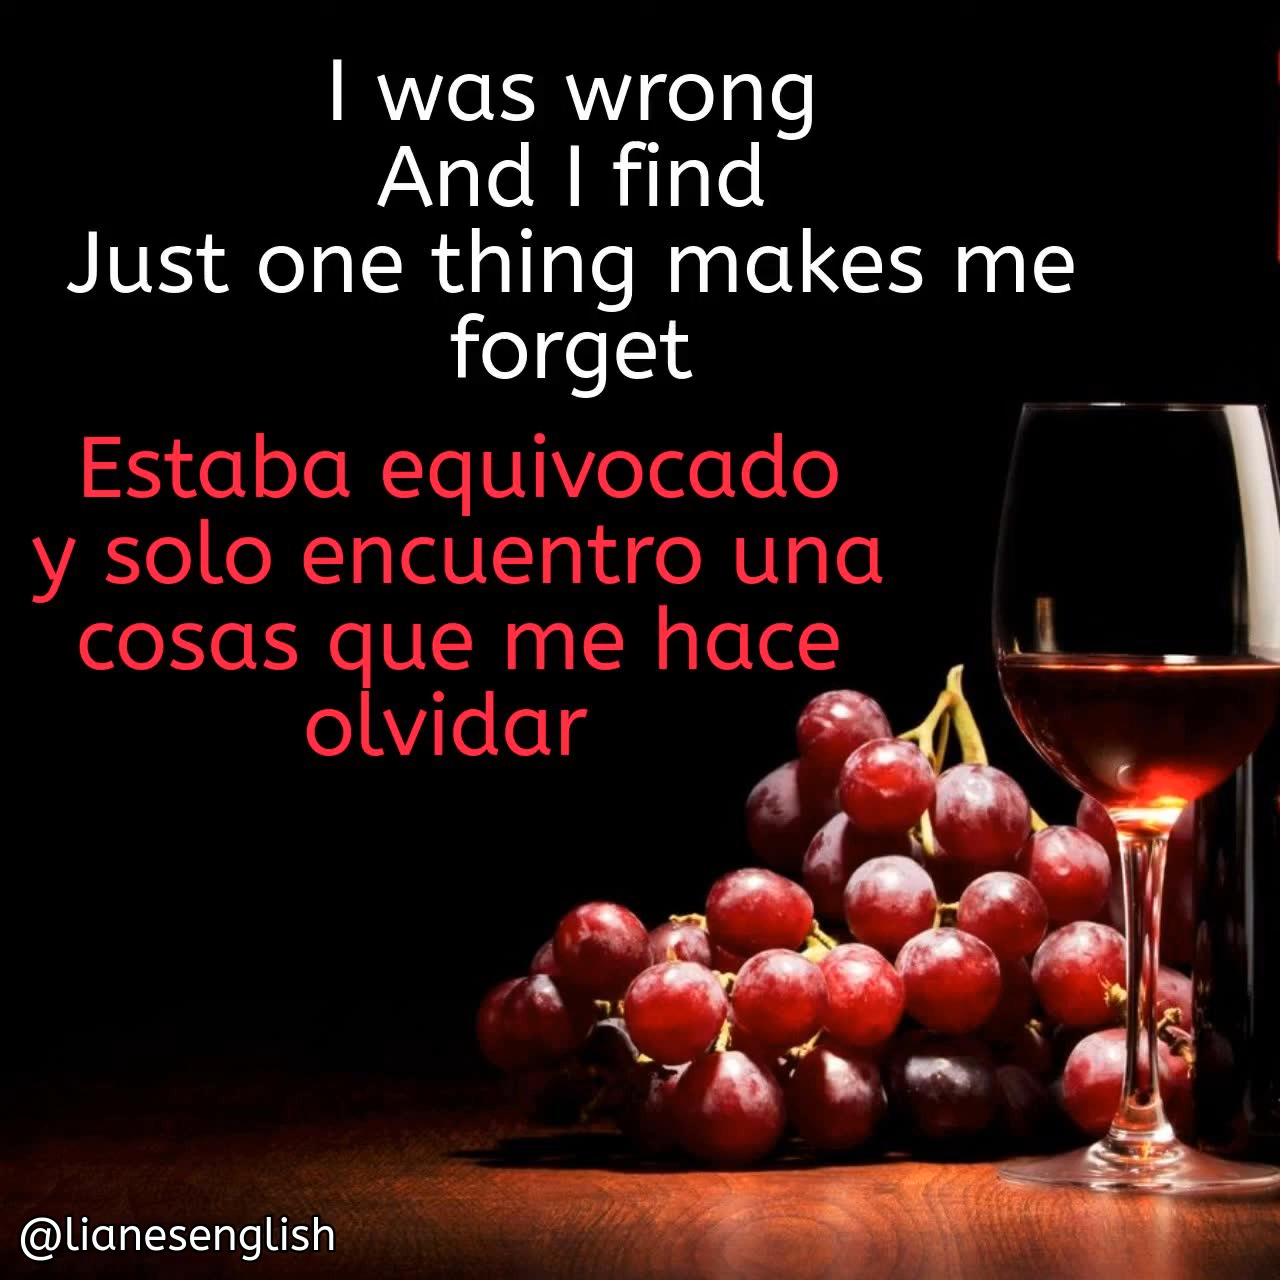 I was wrong
And I find
Just one thing makes me
forget
Estaba equivocado
y solo encuentro una
cosas que me hace
olvidar
@lianesenglish